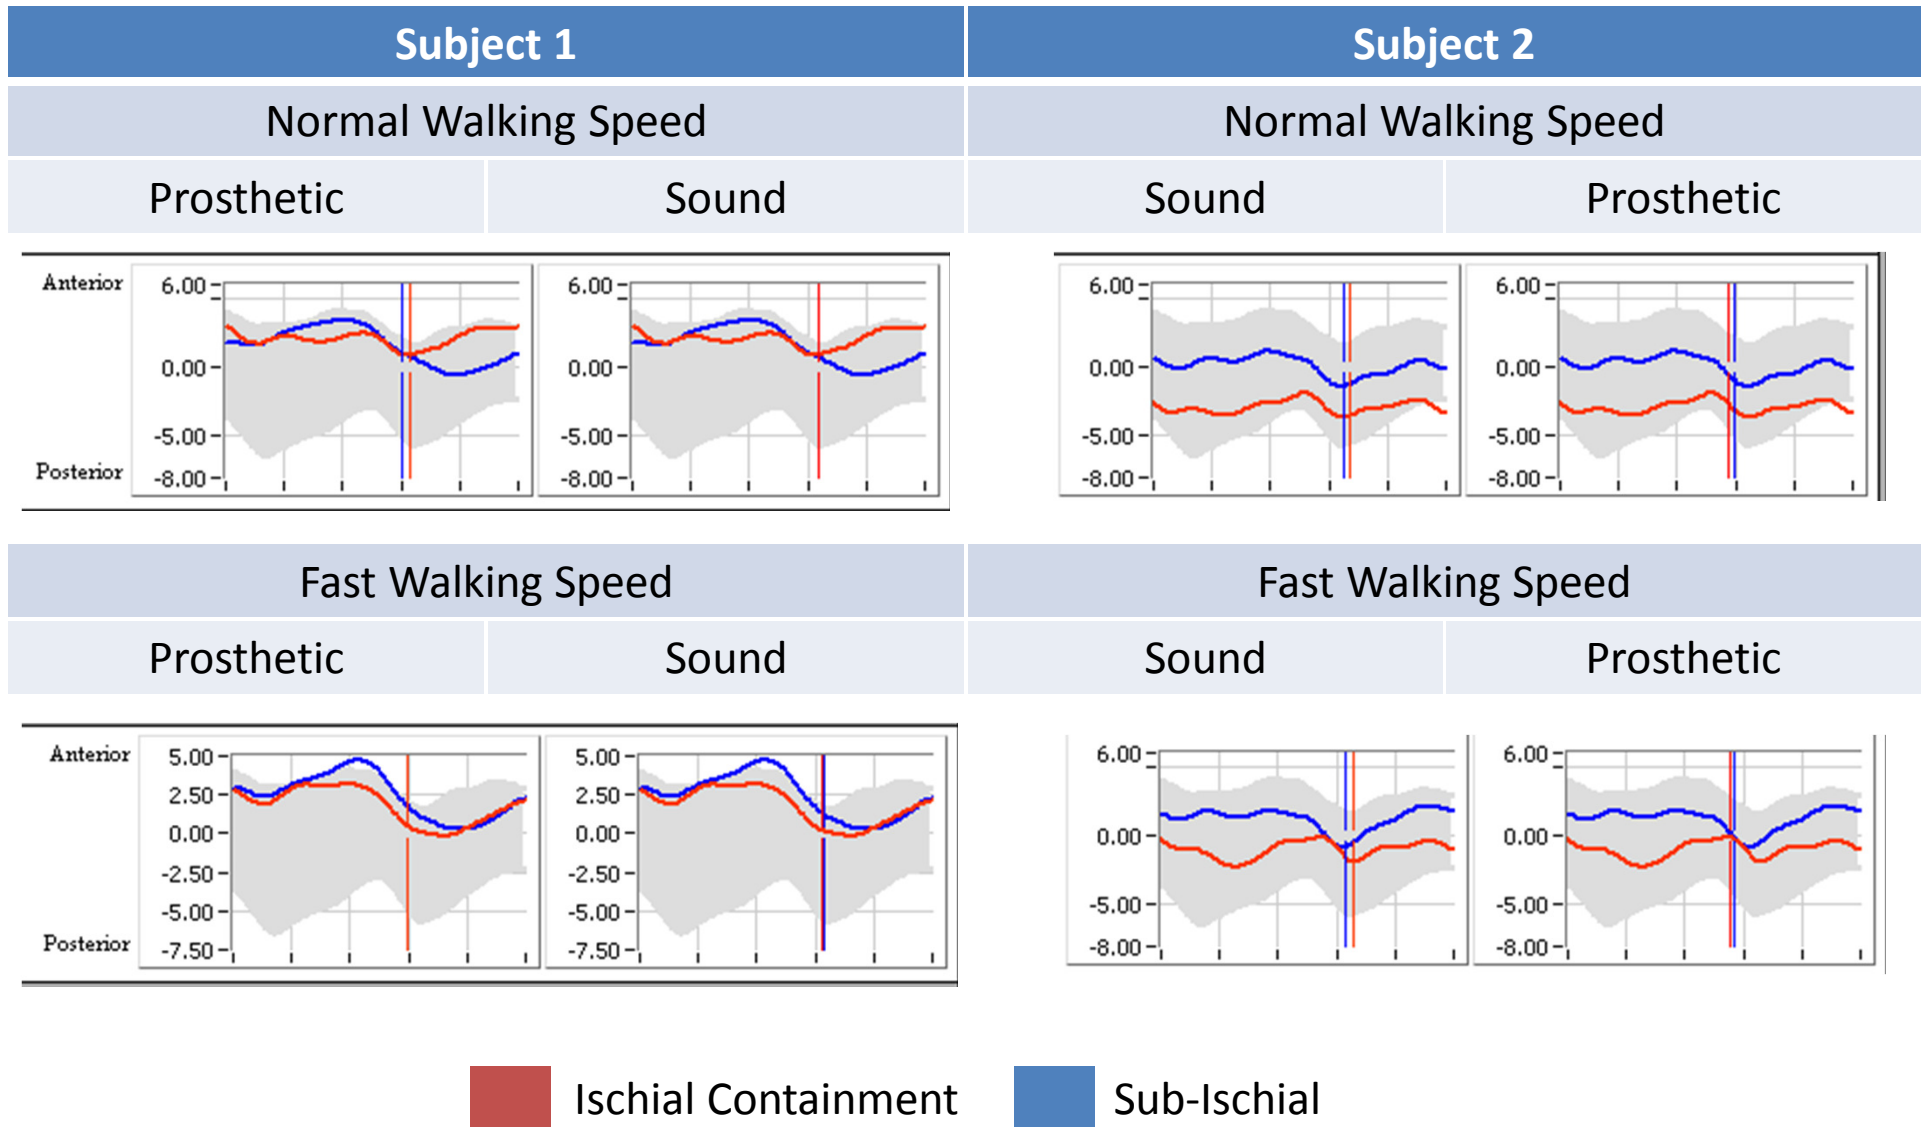 Subject 1
Subject 2
Normal Walking Speed
Normal Walking Speed
Prosthetic
Sound
Sound
Prosthetic
Anterior
Posterior
6.00
0.00
-5.00
-8.00
6.00
0.00
-5.00
-8.00
6.00
0.00
-5.00
-8.00
6.00
0.00
-5.00
-8.00
Fast Walking Speed
Fast Walking Speed
Prosthetic
Sound
Sound
Prosthetic
Anterior
Posterior
5.00
2.50
0.00
-2.50
-5.00
-7.50
5.00
2.50
0.00
-2.50
-5.00
-7.50
6.00
0.00
-5.00
-8.00
6.00
0.00
-5.00
-8.00
Ischial Containment
Sub-Ischial